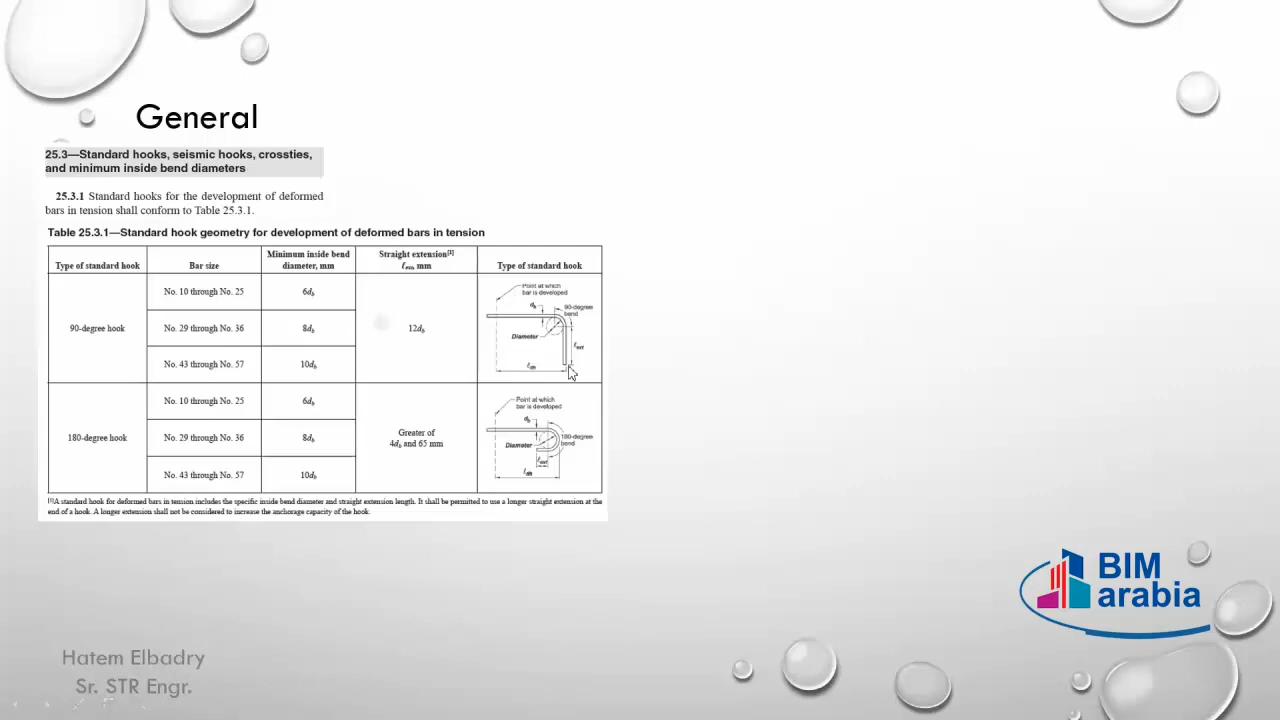 General
25.3—Standard hooks, seismic hooks, crossties,
and minimum inside bend diameters
25.3.1 Standard hooks for the development of deformed
bars in tension shall conform to Table 25.3.1.
Table 25.3.1—Standard hook geometry for development of deformed bars in tension
Type of standard hook
Bar size
Minimum inside bend
diameter, mm
Straight extension[1]
ℓext, mm
Type of standard hook
90-degree hook
No. 10 through No. 25
6db
No. 29 through No. 36
8db
No. 43 through No. 57
10db
12db
Point at which
bar is developed
db
90-degree
bend
Diameter
ℓext
ℓdh
180-degree hook
No. 10 through No. 25
6db
No. 29 through No. 36
8db
No. 43 through No. 57
10db
Greater of
4db and 65 mm
Point at which
bar is developed
db
180-degree
bend
Diameter
ℓext
ℓdh
[1]A standard hook for deformed bars in tension includes the specific inside bend diameter and straight extension length. It shall be permitted to use a longer straight extension at the
end of a hook. A longer extension shall not be considered to increase the anchorage capacity of the hook.
BIM
arabia
Hatem Elbadry
Sr. STR Engr.